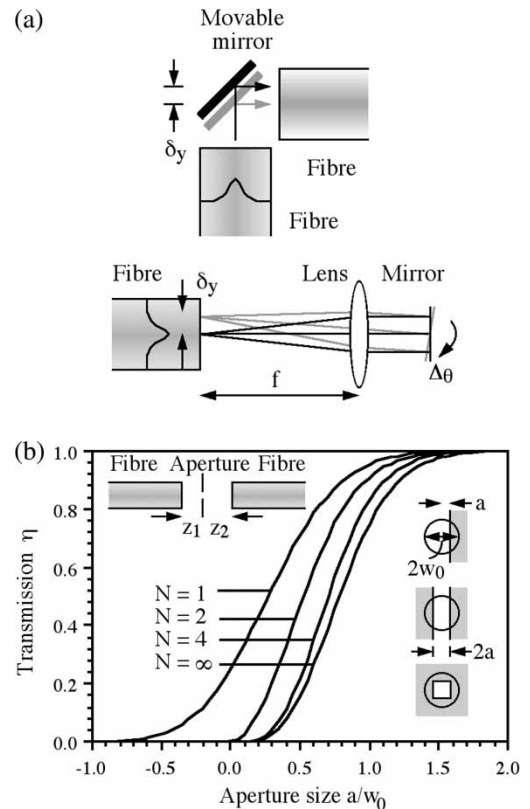 (a)
Movable
mirror
δy
Fibre
Fibre
Fibre
δy
Lens
Mirror
Δθ
f
(b)
Transmission η
1.0
0.8
0.6
0.4
0.2
0.0
Fibre Aperture Fibre
z1 z2
N = 1
N = 2
N = 4
N = ∞
a
2w0
2a
-1.0 -0.5 0.0 0.5 1.0 1.5 2.0
Aperture size a/w0